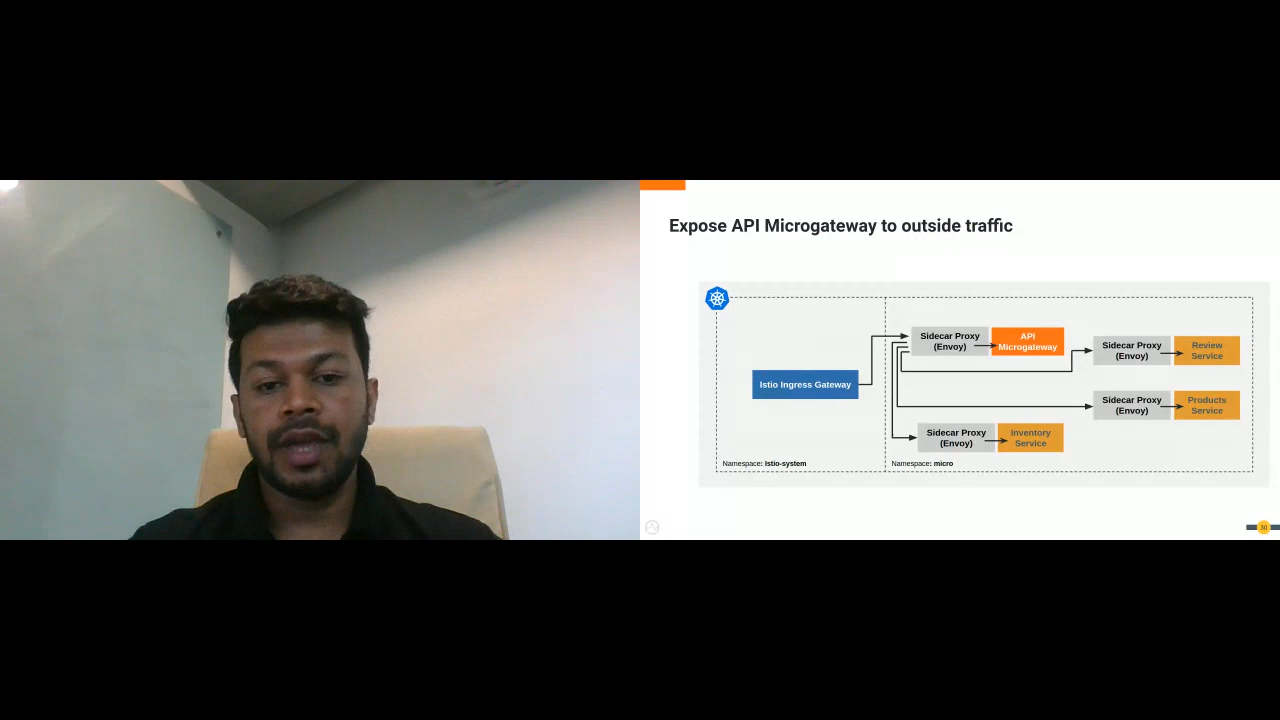 Expose API Microgateway to outside traffic
Sidecar Proxy
(Envoy)
API
Microgateway
Sidecar Proxy
(Envoy)
Review
Service
Istio Ingress Gateway
Sidecar Proxy
(Envoy)
Products
Service
Sidecar Proxy
(Envoy)
Inventory
Service
Namespace: Istio-system
Namespace: micro
30